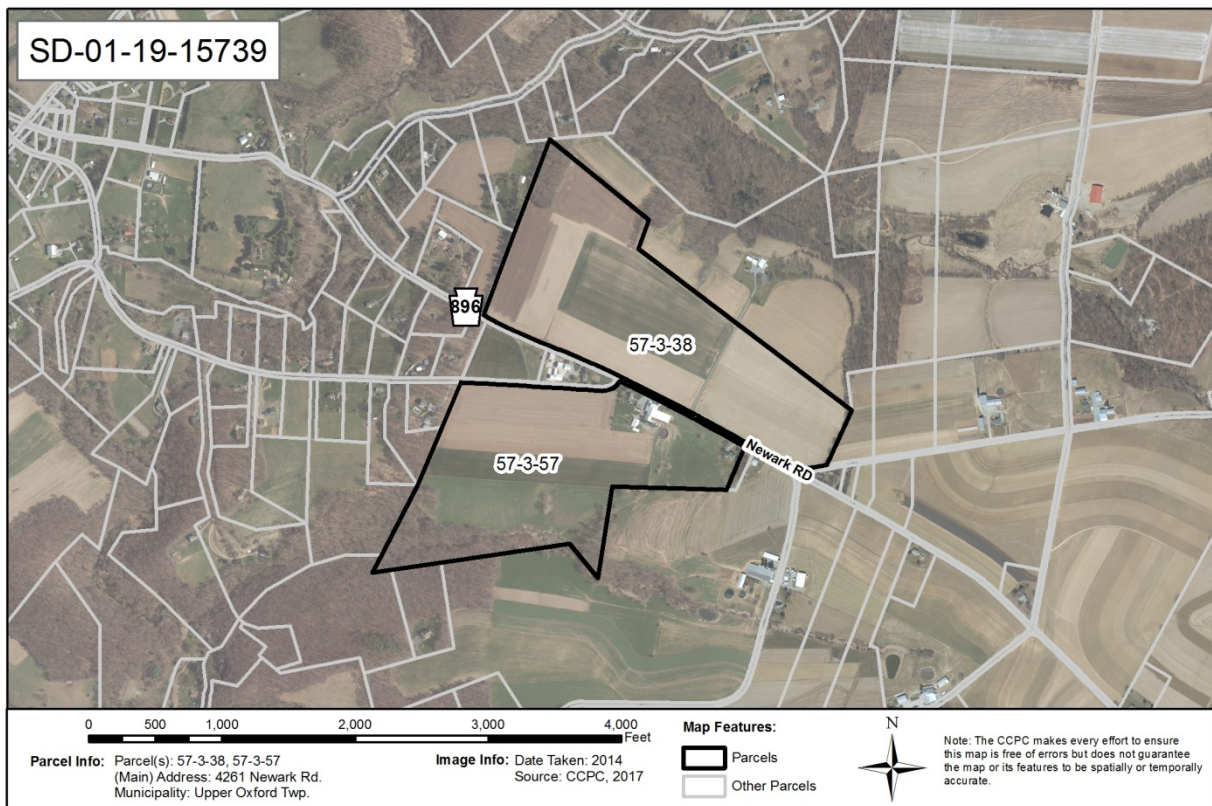 SD-01-19-15739
896
57-3-38
57-3-57
Newark RD
0 500 1,000 2,000 3,000 4,000
Feet
Parcel Info: Parcel(s): 57-3-38, 57-3-57
(Main) Address: 4261 Newark Rd.
Municipality: Upper Oxford Twp.
Image Info: Date Taken: 2014
Source: CCPC, 2017
Map Features:
Parcels
Other Parcels
N
Note: The CCPC makes every effort to ensure
this map is free of errors but does not guarantee
the map or its features to be spatially or temporally
accurate.